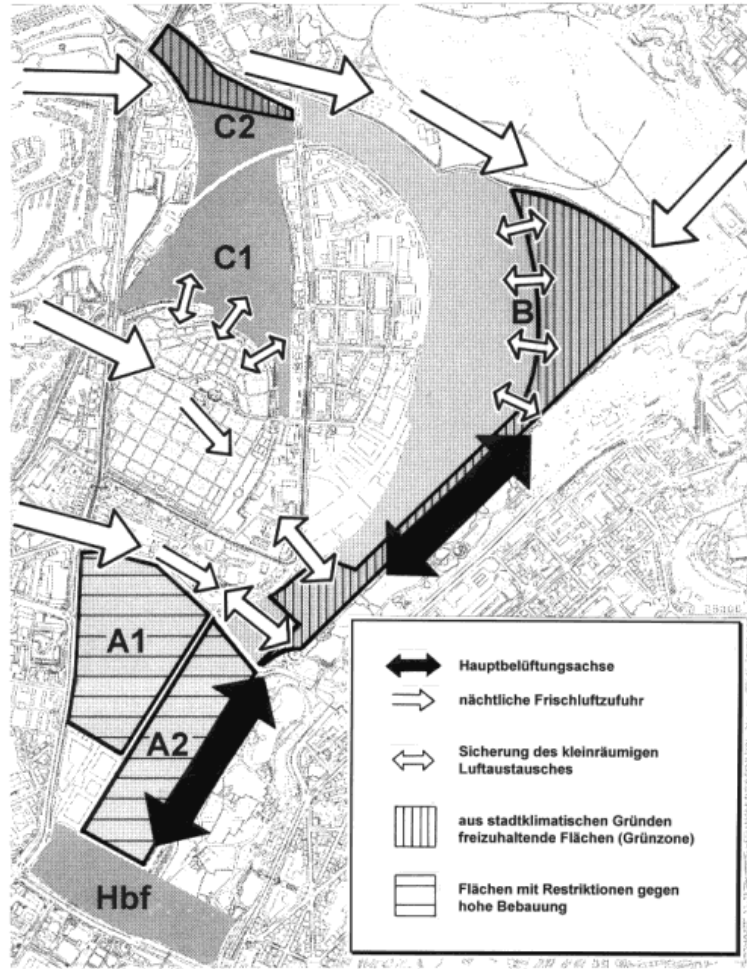 C2
C1
B
A1
A2
Hbf
Hauptbelüftungsachse
nächtliche Frischluftzufuhr
Sicherung des kleinräumigen
Luftaustausches
aus stadtklimatischen Gründen
freizuhaltende Flächen (Grünzone)
Flächen mit Restriktionen gegen
hohe Bebauung